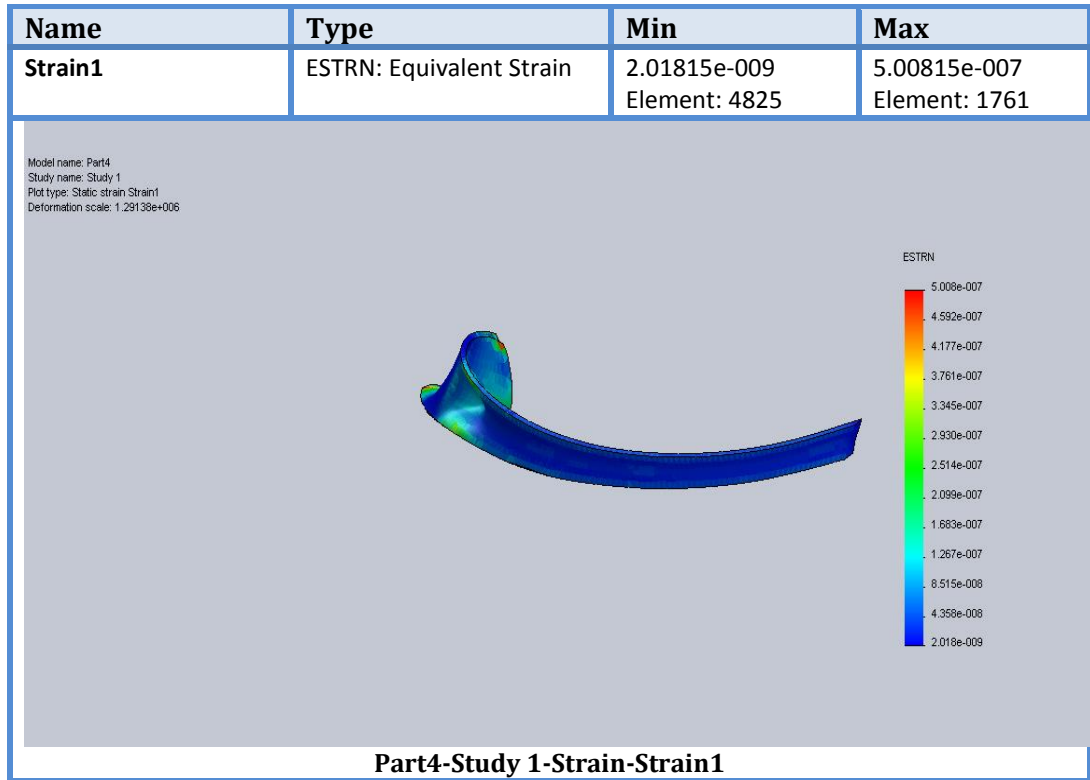 Name Type Min Max
Strain1 ESTRN: Equivalent Strain 2.01815e-009 5.00815e-007
Element: 4825 Element: 1761
Model name: Part4
Study name: Study 1
Plot type: Static strain Strain1
Deformation scale: 1.29138e+006
ESTRN
5.008e-007
4.592e-007
4.177e-007
3.761e-007
3.345e-007
2.930e-007
2.514e-007
2.099e-007
1.683e-007
1.267e-007
8.515e-008
4.358e-008
2.018e-009
Part4-Study 1-Strain-Strain1